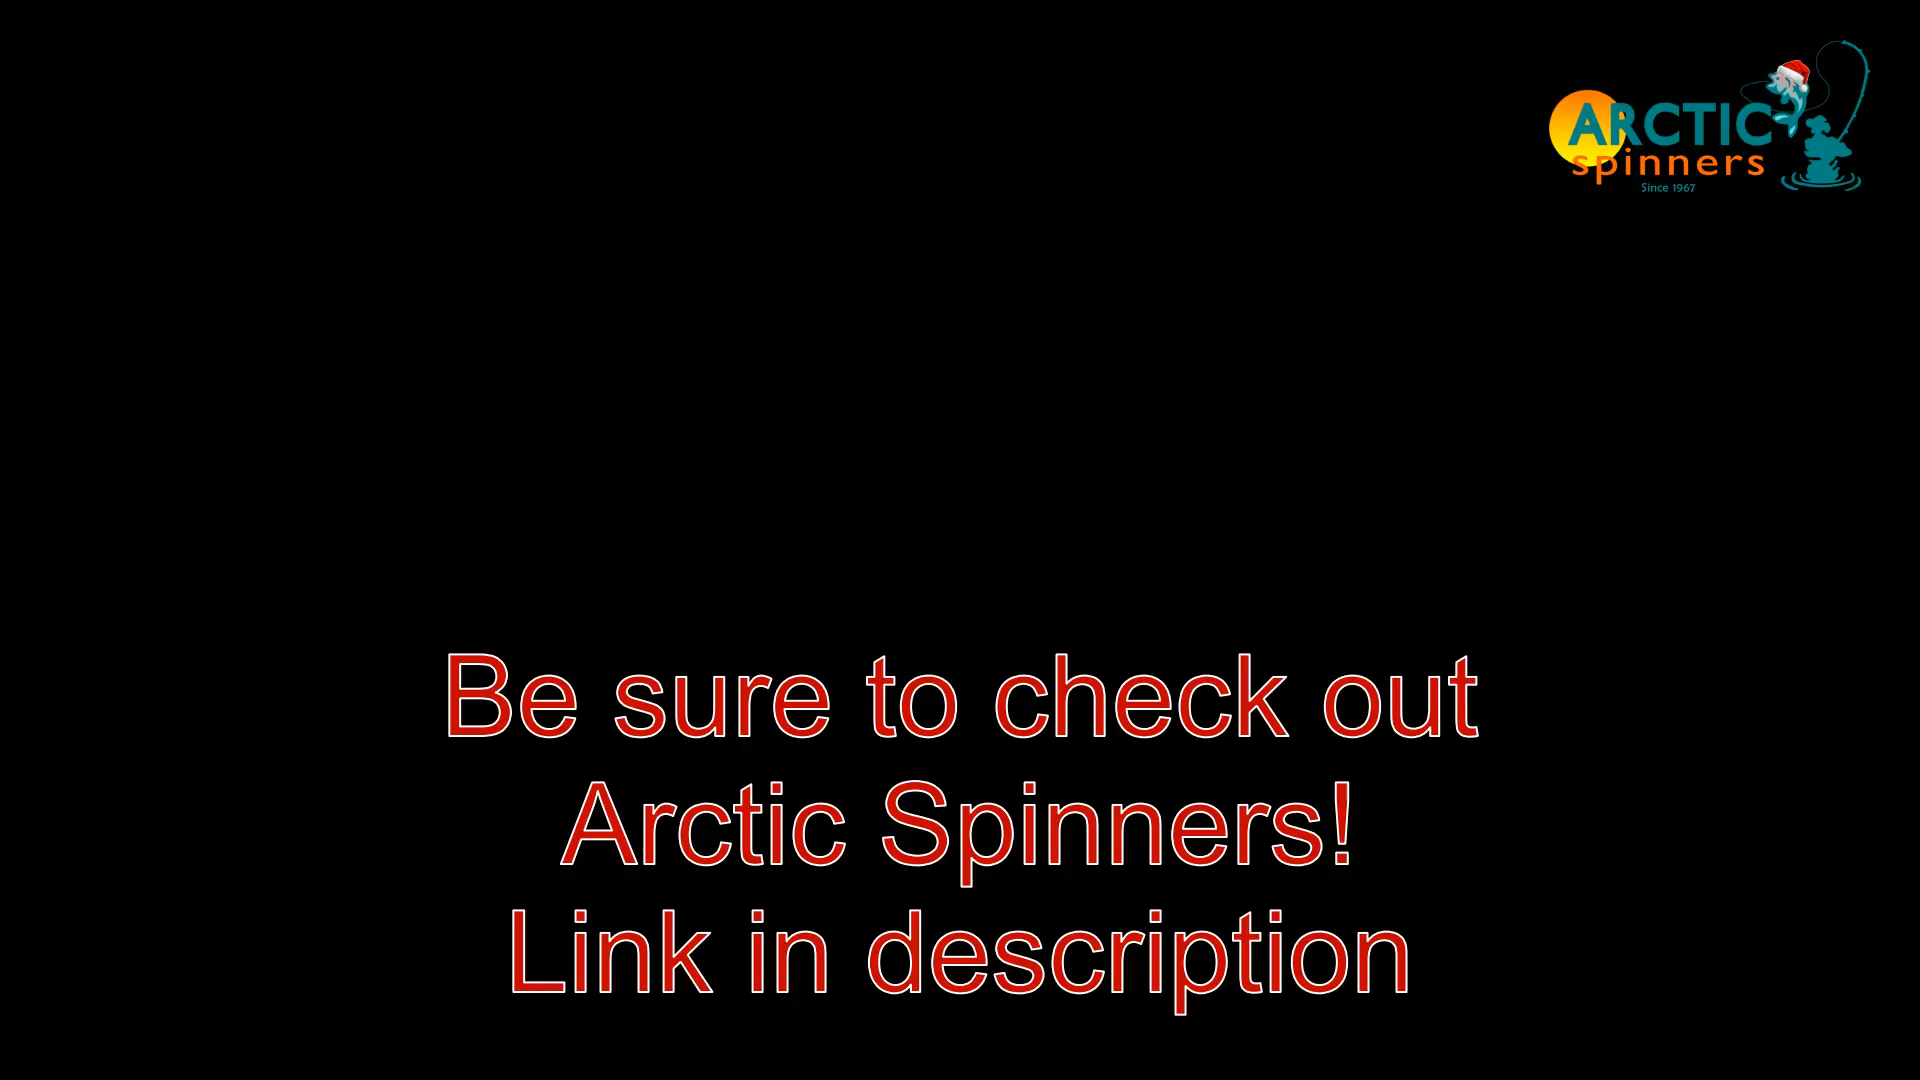 ARCTIC
spinners
Since 1967
Be sure to check out
Arctic Spinners!
Link in description